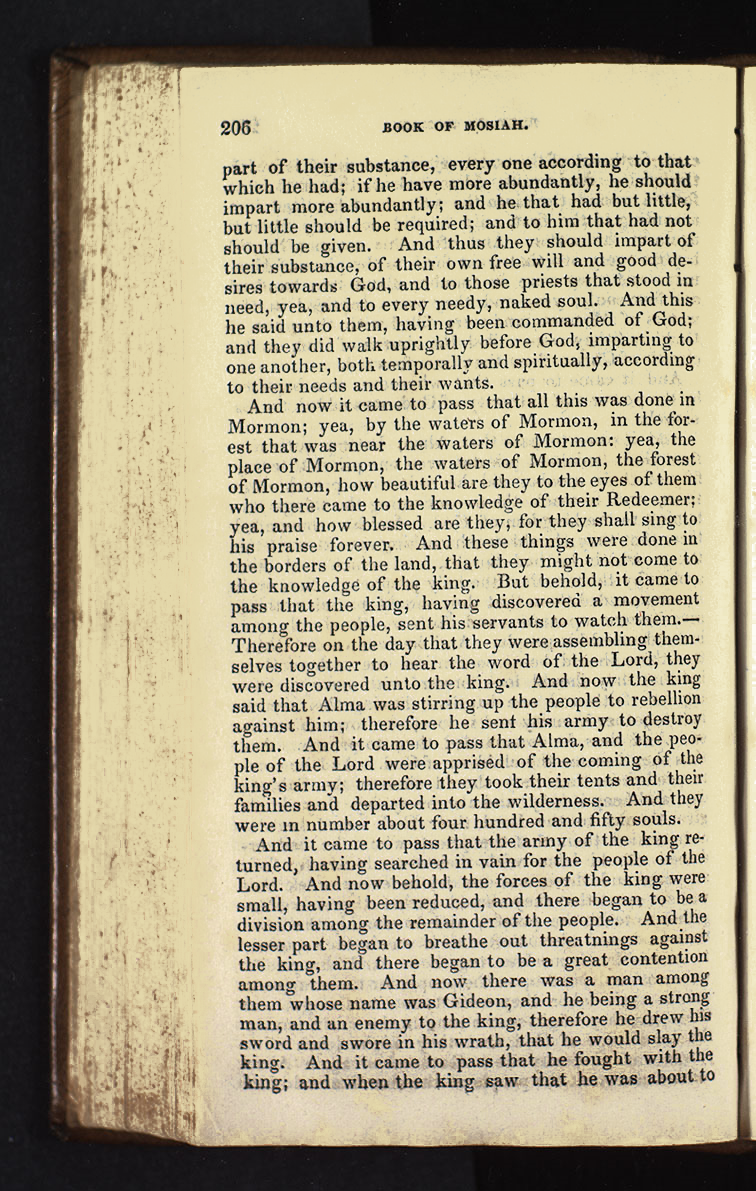 206 BOOK OF MOSIAH.
part of their substance, every one according to that
which he had; if he have more abundantly, he should
impart more abundantly; and he that had but little,
but little should be required; and to him that had not
should be given. And thus they should impart of
their substance, of their own free will and good de-
sires towards God, and to those priests that stood in
need, yea, and to every needy, naked soul. And this
he said unto them, having been commanded of God;
and they did walk uprightly before God, imparting to
one another, both temporally and spiritually, according
to their needs and their wants.
And now it came to pass that all this was done in
Mormon; yea, by the waters of Mormon, in the for-
est that was near the waters of Mormon: yea, the
place of Mormon, the waters of Mormon, the forest
of Mormon, how beautiful are they to the eyes of them
who there came to the knowledge of their Redeemer;
yea, and how blessed are they, for they shall sing to
his praise forever. And these things were done in
the borders of the land, that they might not come to
the knowledge of the king. But behold, it came to
pass that the king, having discovered a movement
among the people, sent his servants to watch them.—
Therefore on the day that they were assembling them-
selves together to hear the word of the Lord, they
were discovered unto the king. And now the king
said that Alma was stirring up the people to rebellion
against him; therefore he sent his army to destroy
them. And it came to pass that Alma, and the peo-
ple of the Lord were apprised of the coming of the
king's army; therefore they took their tents and their
families and departed into the wilderness. And they
were in number about four hundred and fifty souls.
And it came to pass that the army of the king re-
turned, having searched in vain for the people of the
Lord. And now behold, the forces of the king were
small, having been reduced, and there began to be a
division among the remainder of the people. And the
lesser part began to breathe out threatnings against
the king, and there began to be a great contention
among them. And now there was a man among
them whose name was Gideon, and he being a strong
man, and an enemy to the king, therefore he drew his
sword and swore in his wrath, that he would slay the
king. And it came to pass that he fought with the
king; and when the king saw that he was about to